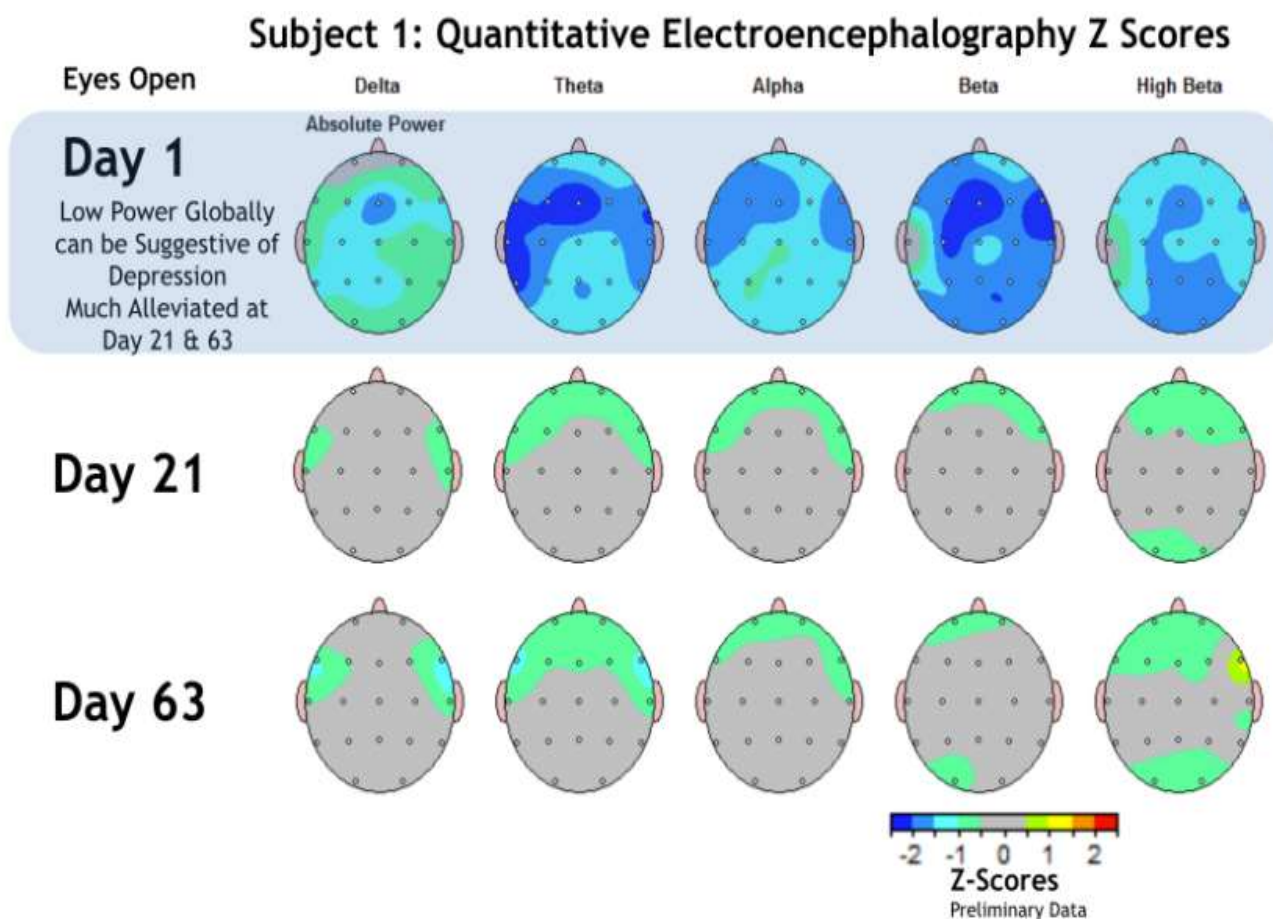 Subject 1: Quantitative Electroencephalography Z Scores
Eyes Open
Delta
Theta
Alpha
Beta
High Beta
Absolute Power
Day 1
Low Power Globally
can be Suggestive of
Depression
Much Alleviated at
Day 21 & 63
Day 21
Day 63
-2 -1 0 1 2
Z-Scores
Preliminary Data